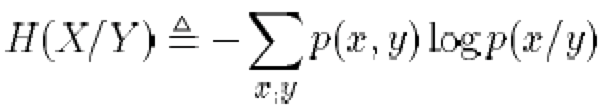 H(X/Y) ≜ − ∑_{x,y} p(x, y) log p(x/y)